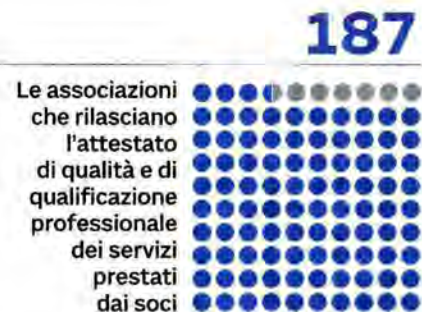 187
Le associazioni
che rilasciano
l'attestato
di qualità e di
qualificazione
professionale
dei servizi
prestati
dai soci